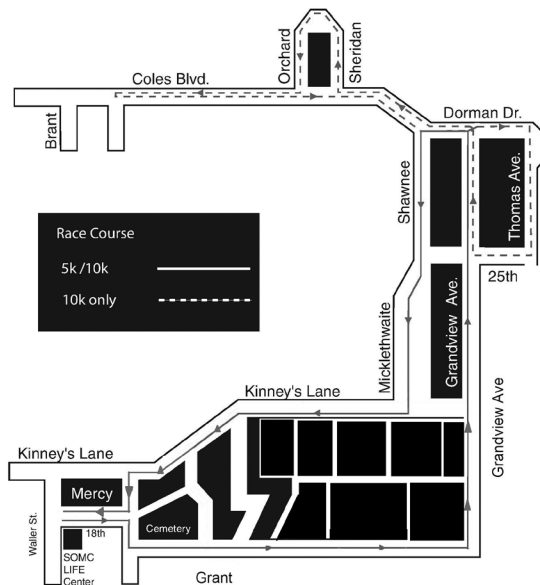 Orchard
Sheridan
Coles Blvd.
Brant
Dorman Dr.
Shawnee
Thomas Ave.
25th
Race Course
5k /10k
10k only
Micklethwaite
Grandview Ave.
Grandview Ave
Kinney's Lane
Kinney's Lane
Mercy
Cemetery
Waller St.
18th
SOMC
LIFE
Center
Grant